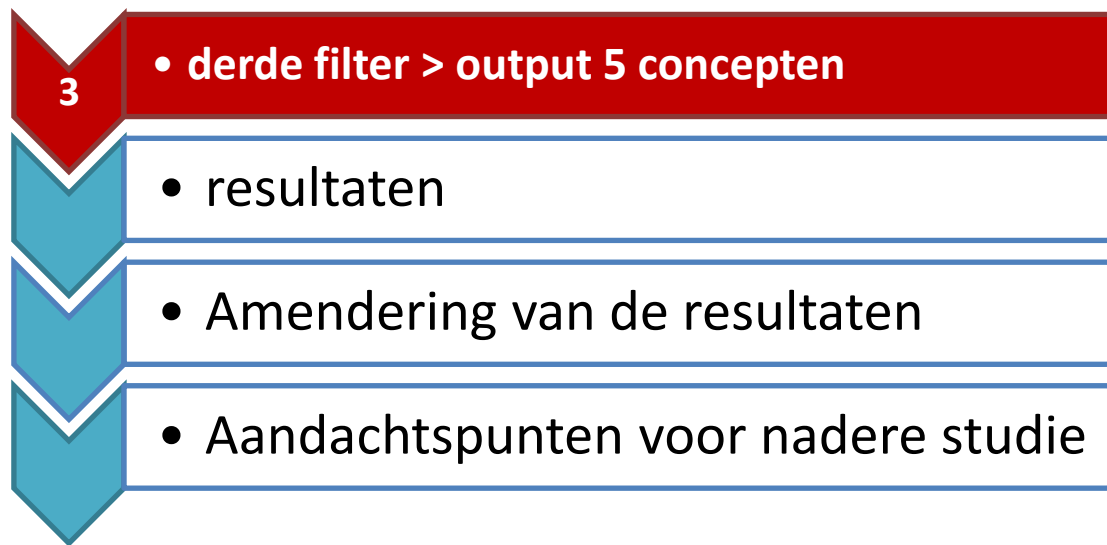 3
• derde filter > output 5 concepten
• resultaten
• Amendering van de resultaten
• Aandachtspunten voor nadere studie